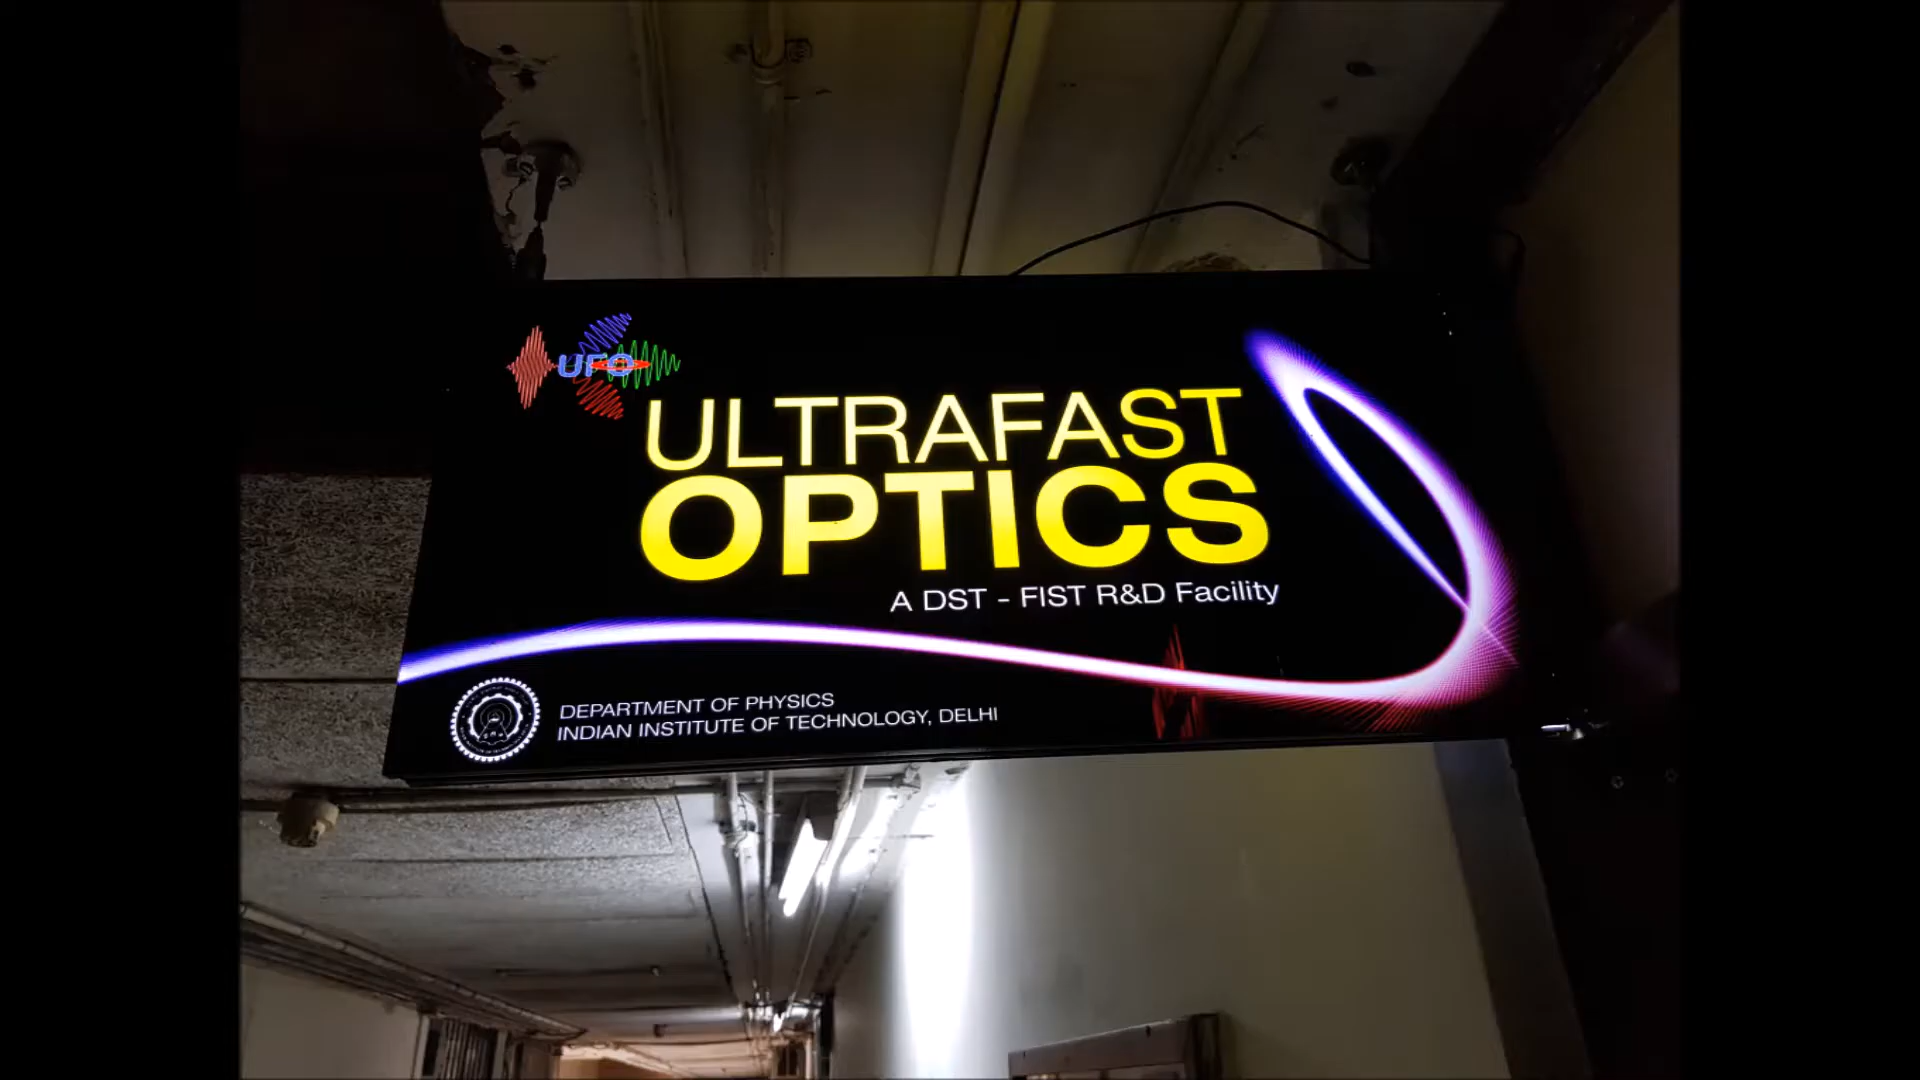 UFO
ULTRAFAST
OPTICS
A DST - FIST R&D Facility
DEPARTMENT OF PHYSICS
INDIAN INSTITUTE OF TECHNOLOGY, DELHI